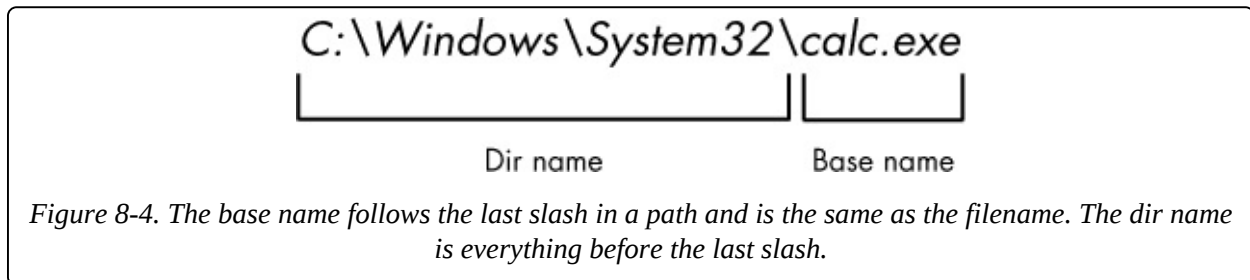 C:\Windows\System32\calc.exe
Dir name Base name
Figure 8-4. The base name follows the last slash in a path and is the same as the filename. The dir name
is everything before the last slash.